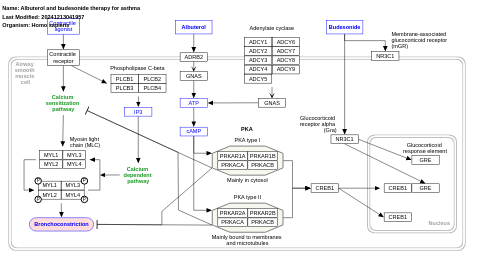 Name: Albuterol and budesonide therapy for asthma
Last Modified: 20241213041957
Organism: Homo sapiens
Contractile
ligand
Albuterol
Adenylate cyclase
Budesonide
Membrane-associated
glucocorticoid receptor
(mGR)
Contractile
receptor
ADRB2
ADCY1 ADCY6
ADCY2 ADCY7
ADCY3 ADCY8
ADCY4 ADCY9
ADCY5
NR3C1
Airway
smooth
muscle
cell
Phospholipase C-beta
PLCB1 PLCB2
PLCB3 PLCB4
GNAS
Calcium
sensitization
pathway
IP3
ATP
GNAS
cAMP
PKA
Glucocorticoid
receptor alpha
(Grα)
NR3C1
Myosin light
chain (MLC)
MYL1 MYL3
MYL2 MYL4
PKA type I
PRKAR1A PRKAR1B
PRKACA PRKACB
Mainly in cytosol
Glucocorticoid
response element
GRE
Calcium
dependent
pathway
P P
MYL1 MYL3
MYL2 MYL4
P P
CREB1
CREB1 GRE
PKA type II
PRKAR2A PRKAR2B
PRKACA PRKACB
Mainly bound to membranes
and microtubules
CREB1
Bronchoconstriction
Nucleus